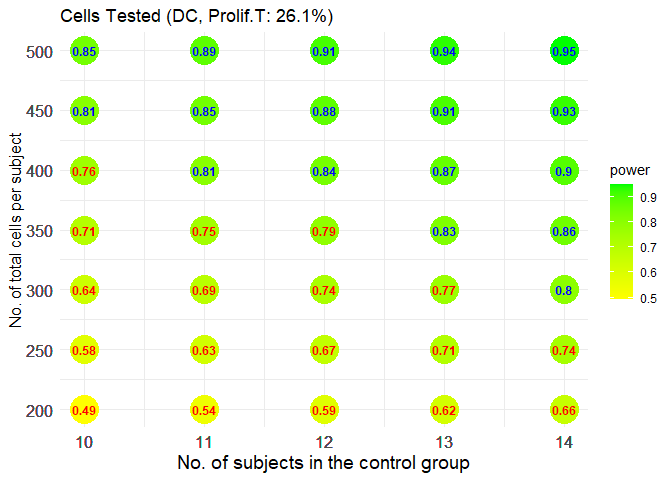 Cells Tested (DC, Prolif.T: 26.1%)
No. of total cells per subject
500 0.85 0.89 0.91 0.94 0.95
450 0.81 0.85 0.88 0.91 0.93
400 0.76 0.81 0.84 0.87 0.9
350 0.71 0.75 0.79 0.83 0.86
300 0.64 0.69 0.74 0.77 0.8
250 0.58 0.63 0.67 0.71 0.74
200 0.49 0.54 0.59 0.62 0.66
10 11 12 13 14
No. of subjects in the control group
power
0.9
0.8
0.7
0.6
0.5